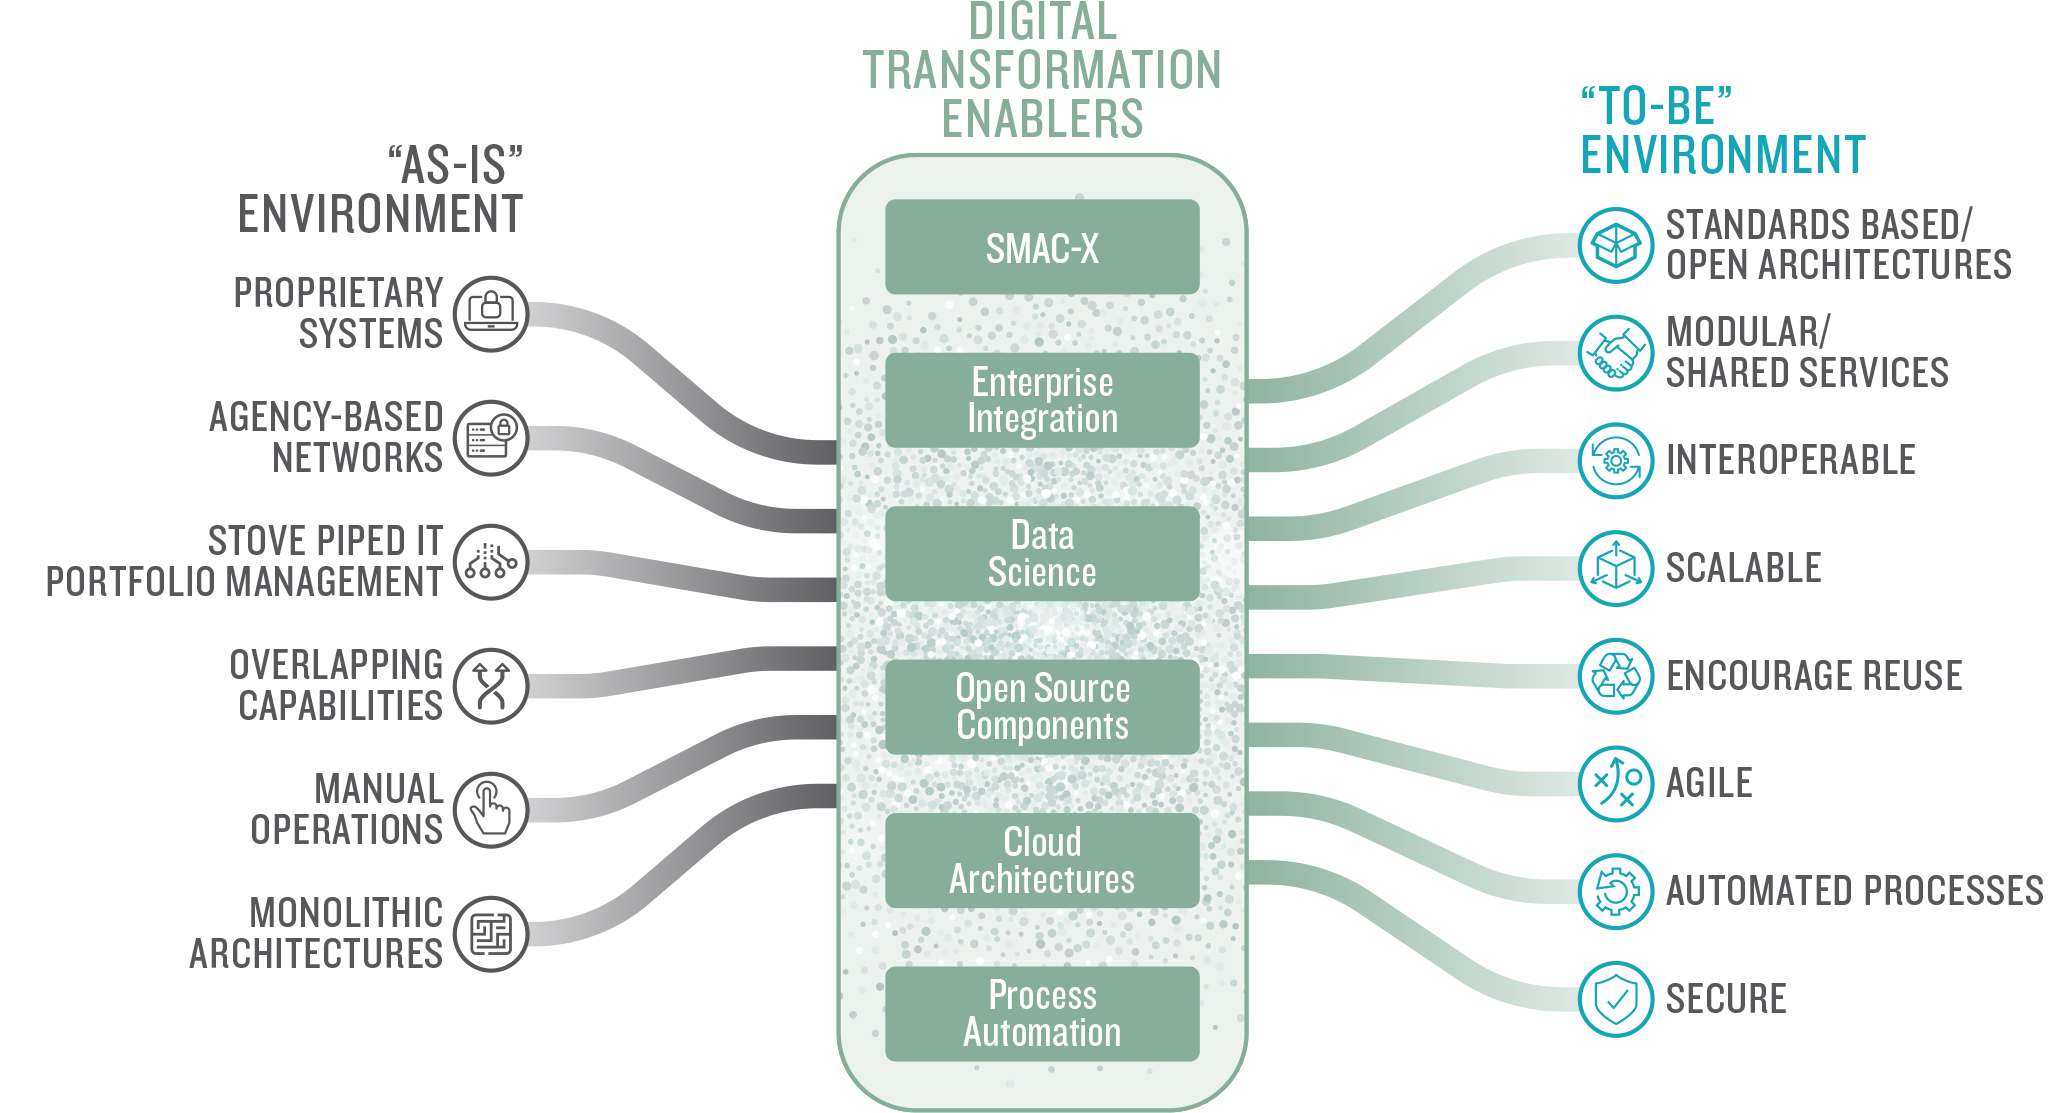 “AS-IS”
ENVIRONMENT
PROPRIETARY
SYSTEMS
AGENCY-BASED
NETWORKS
STOVE PIPED IT
PORTFOLIO MANAGEMENT
OVERLAPPING
CAPABILITIES
MANUAL
OPERATIONS
MONOLITHIC
ARCHITECTURES
DIGITAL
TRANSFORMATION
ENABLERS
SMAC-X
Enterprise
Integration
Data
Science
Open Source
Components
Cloud
Architectures
Process
Automation
“TO-BE”
ENVIRONMENT
STANDARDS BASED/
OPEN ARCHITECTURES
MODULAR/
SHARED SERVICES
INTEROPERABLE
SCALABLE
ENCOURAGE REUSE
AGILE
AUTOMATED PROCESSES
SECURE